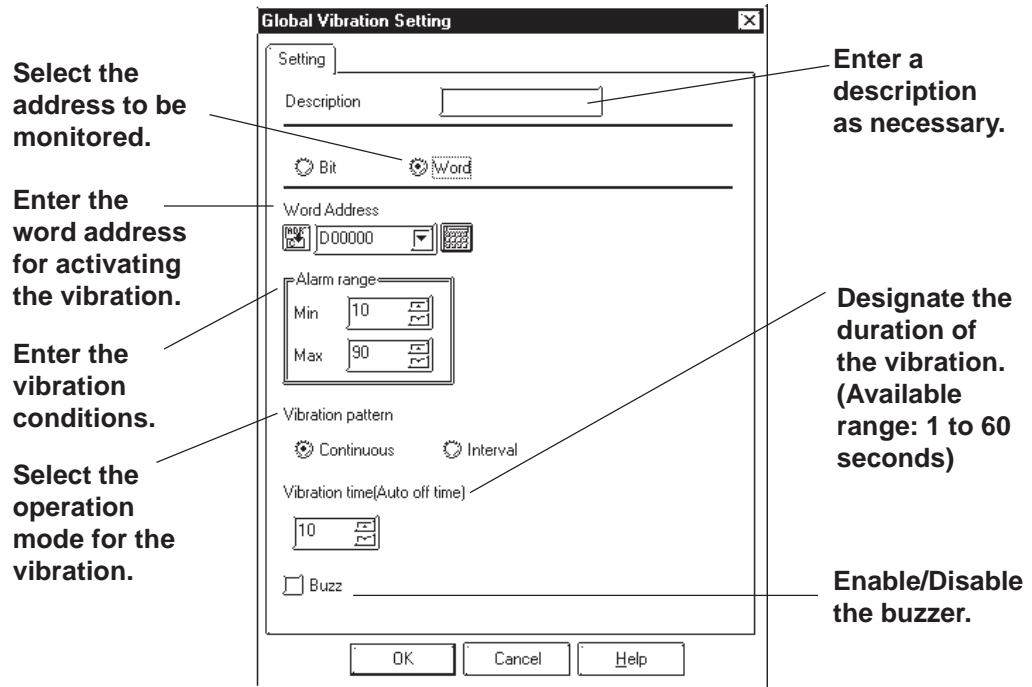 Global Vibration Setting
Setting
Select the
address to be
monitored.
Description
Enter a
description
as necessary.
Bit
Word
Enter the
word address
for activating
the vibration.
Word Address
D00000
Alarm range
Min
10
Max
90
Enter the
vibration
conditions.
Designate the
duration of
the vibration.
(Available
range: 1 to 60
seconds)
Vibration pattern
Continuous
Interval
Select the
operation
mode for the
vibration.
Vibration time(Auto off time)
10
Buzz
Enable/Disable
the buzzer.
OK
Cancel
Help